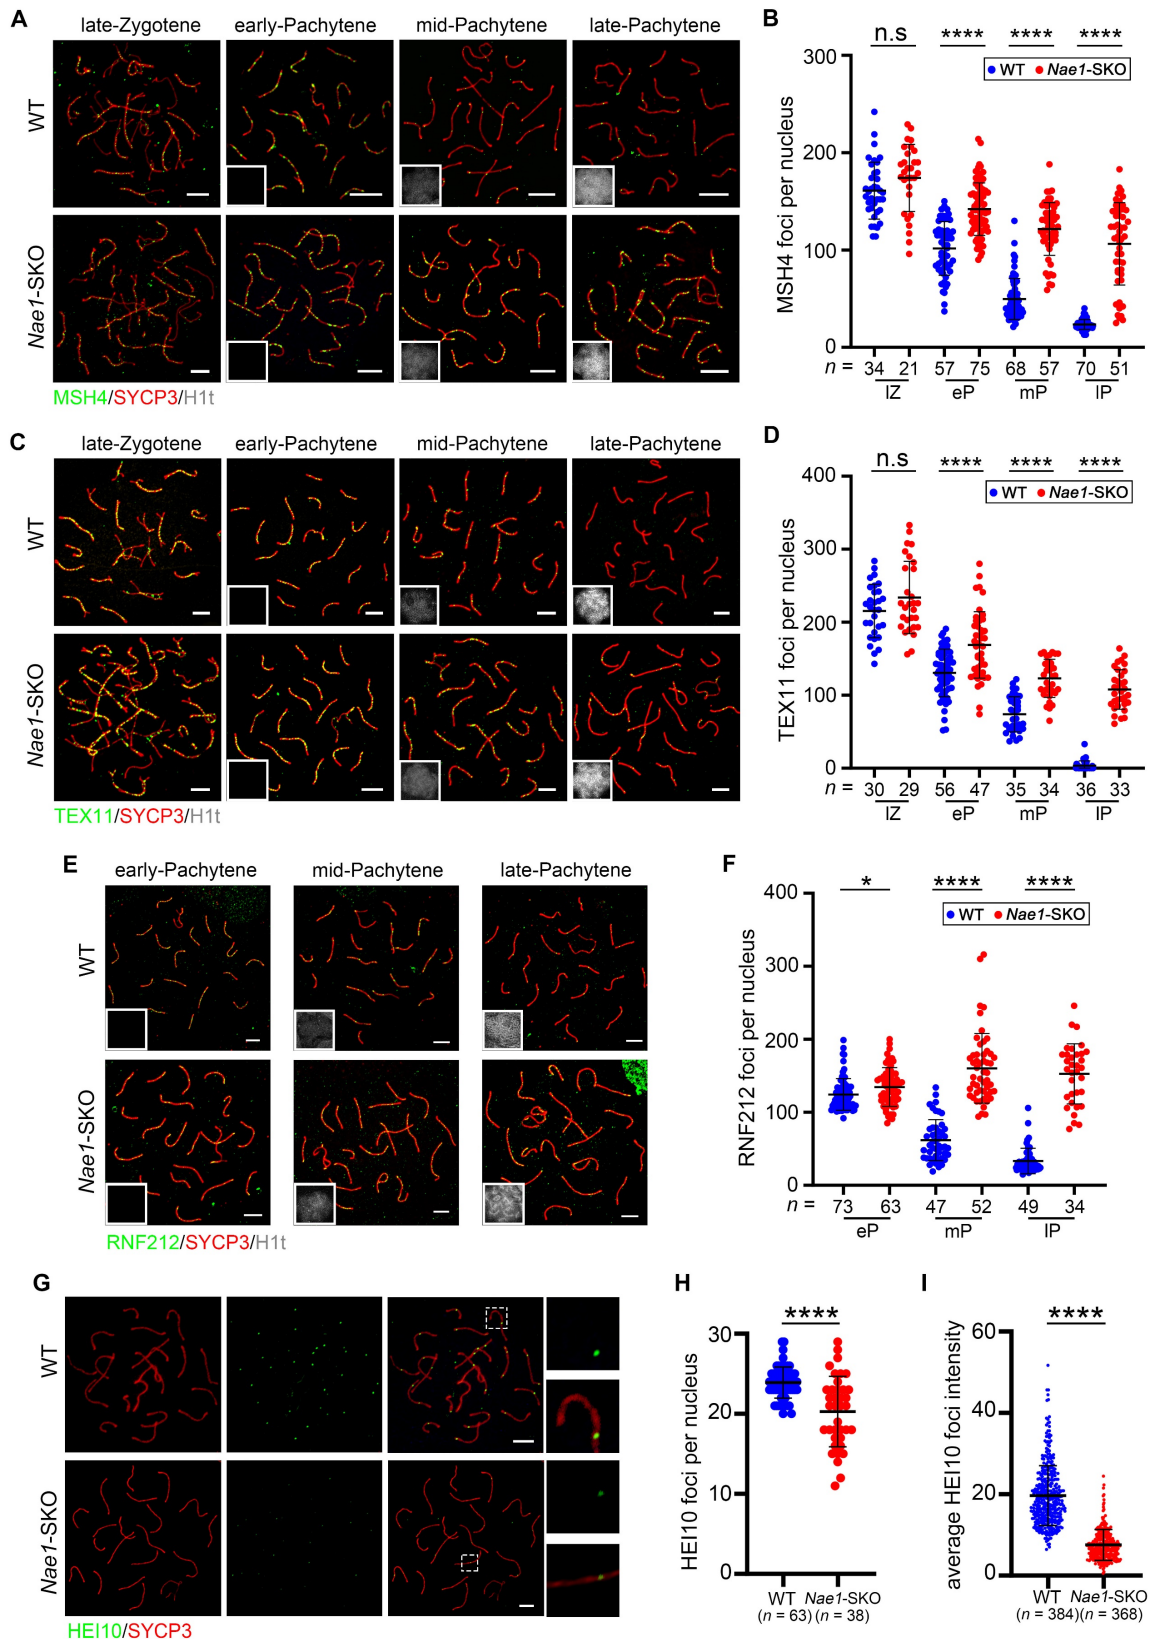 A
late-Zygotene early-Pachytene mid-Pachytene late-Pachytene
WT
Nae1-SKO
MSH4/SYCP3/H1t
B
n.s **** **** ****
WT Nae1-SKO
MSH4 foci per nucleus
300
200
100
0
n = 34 21 57 75 68 57 70 51
lZ eP mP lP
C
late-Zygotene early-Pachytene mid-Pachytene late-Pachytene
WT
Nae1-SKO
TEX11/SYCP3/H1t
D
n.s **** **** ****
WT Nae1-SKO
TEX11 foci per nucleus
400
300
200
100
0
n = 30 29 56 47 35 34 36 33
lZ eP mP lP
E
early-Pachytene mid-Pachytene late-Pachytene
WT
Nae1-SKO
RNF212/SYCP3/H1t
F
* **** ****
WT Nae1-SKO
RNF212 foci per nucleus
400
300
200
100
0
n = 73 63 47 52 49 34
eP mP lP
G
WT
Nae1-SKO
HEI10/SYCP3
H
****
HEI10 foci per nucleus
30
20
10
0
WT Nae1-SKO
(n = 63) (n = 38)
I
****
average HEI10 foci intensity
60
40
20
0
WT Nae1-SKO
(n = 384)(n = 368)